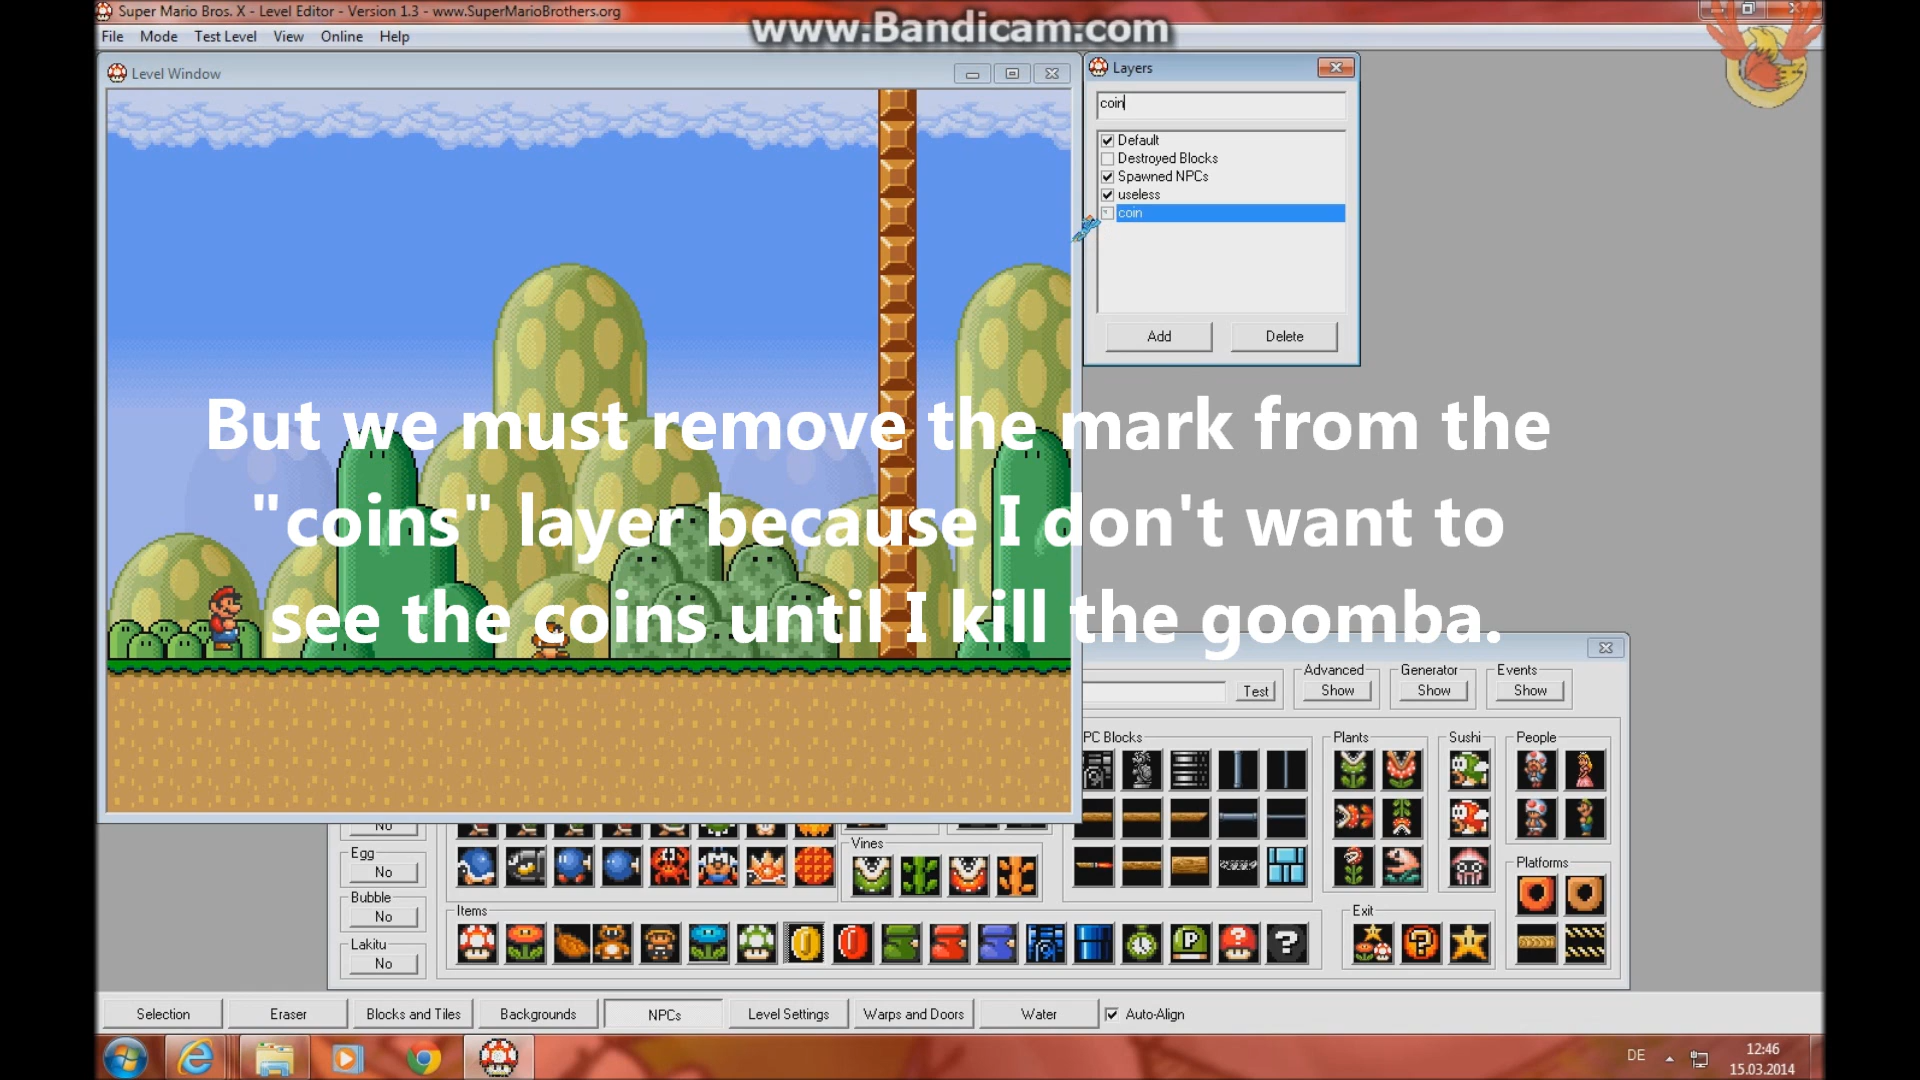 Super Mario Bros. X - Level Editor - Version 1.3 - www.SuperMarioBrothers.org
www.Bandicam.com
File Mode Test Level View Online Help
Level Window
Layers
coin
Default
Destroyed Blocks
Spawned NPCs
useless
coin
Add Delete
But we must remove the mark from the
"coins" layer because I don't want to
see the coins until I kill the goomba.
Test
Advanced
Show
Generator
Show
Events
Show
PC Blocks
Plants
Sushi
People
No
Egg
No
Bubble
No
Lakitu
No
Vines
Platforms
Items
Exit
Selection Eraser Blocks and Tiles Backgrounds NPCs Level Settings Warps and Doors Water Auto-Align
DE
12:46
15.03.2014